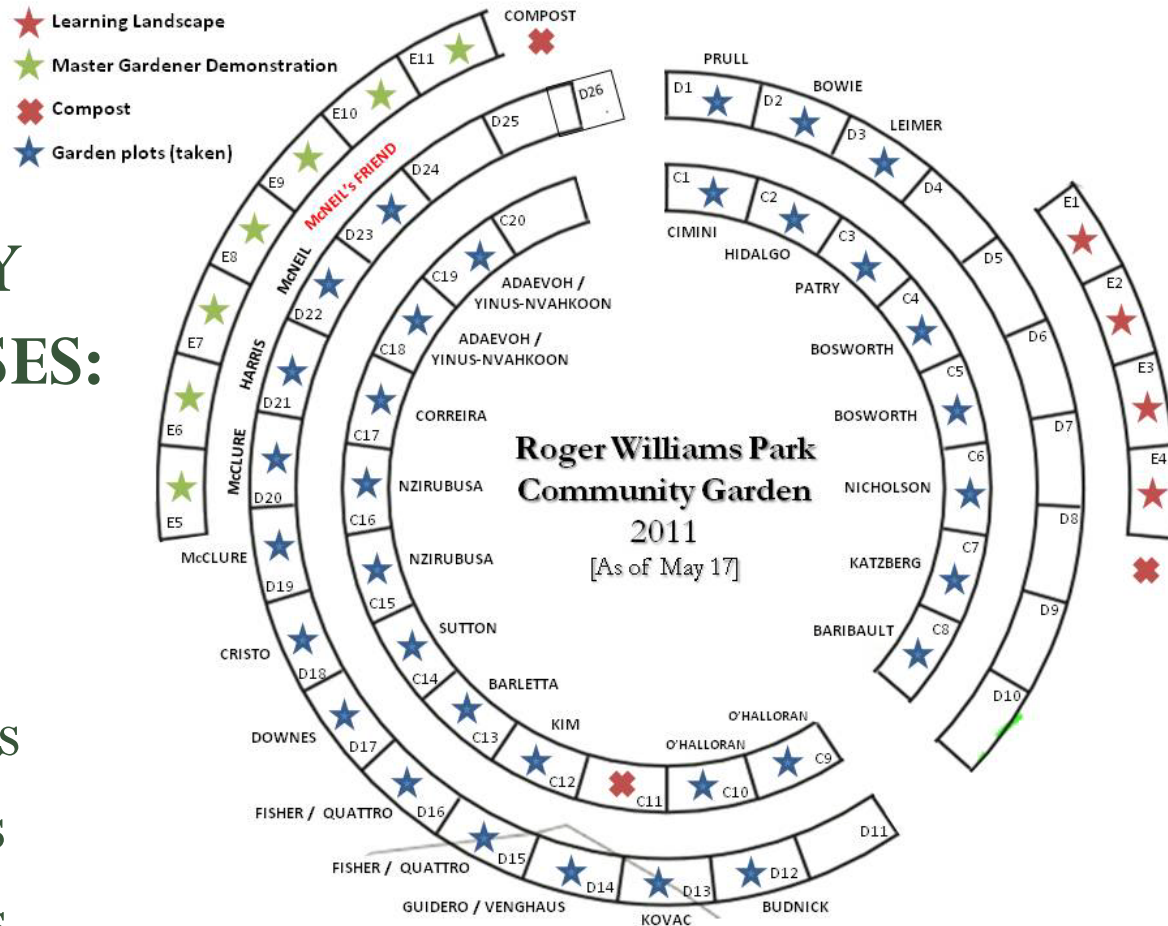 Learning Landscape
Master Gardener Demonstration
Compost
Garden plots (taken)
Y
SES:
S
S
COMPOST
E11
E10
E9
E8
E7
E6
E5
McNEIL's FRIEND
McNEIL
HARRIS
McCLURE
McCLURE
CRISTO
DOWNES
FISHER / QUATTRO
FISHER / QUATTRO
GUIDERO / VENGHAUS
KOVAC
BUDNICK
D26
D25
D24
D23
D22
D21
D20
D19
D18
D17
D16
D15
D14
D13
D12
D11
PRULL
BOWIE
LEIMER
D1
D2
D3
D4
D5
D6
D7
D8
D9
D10
E1
E2
E3
E4
C1
C2
C3
C4
C5
C6
C7
C8
CIMINI
HIDALGO
PATRY
BOSWORTH
BOSWORTH
NICHOLSON
KATZBERG
BARIBAULT
C20
C19
C18
C17
C16
C15
C14
C13
C12
C11
C10
C9
ADAEVOH /
YINUS-NVAHKOON
ADAEVOH /
YINUS-NVAHKOON
CORREIRA
NZIRUBUSA
NZIRUBUSA
SUTTON
BARLETTA
KIM
O'HALLORAN
O'HALLORAN
Roger Williams Park
Community Garden
2011
[As of May 17]